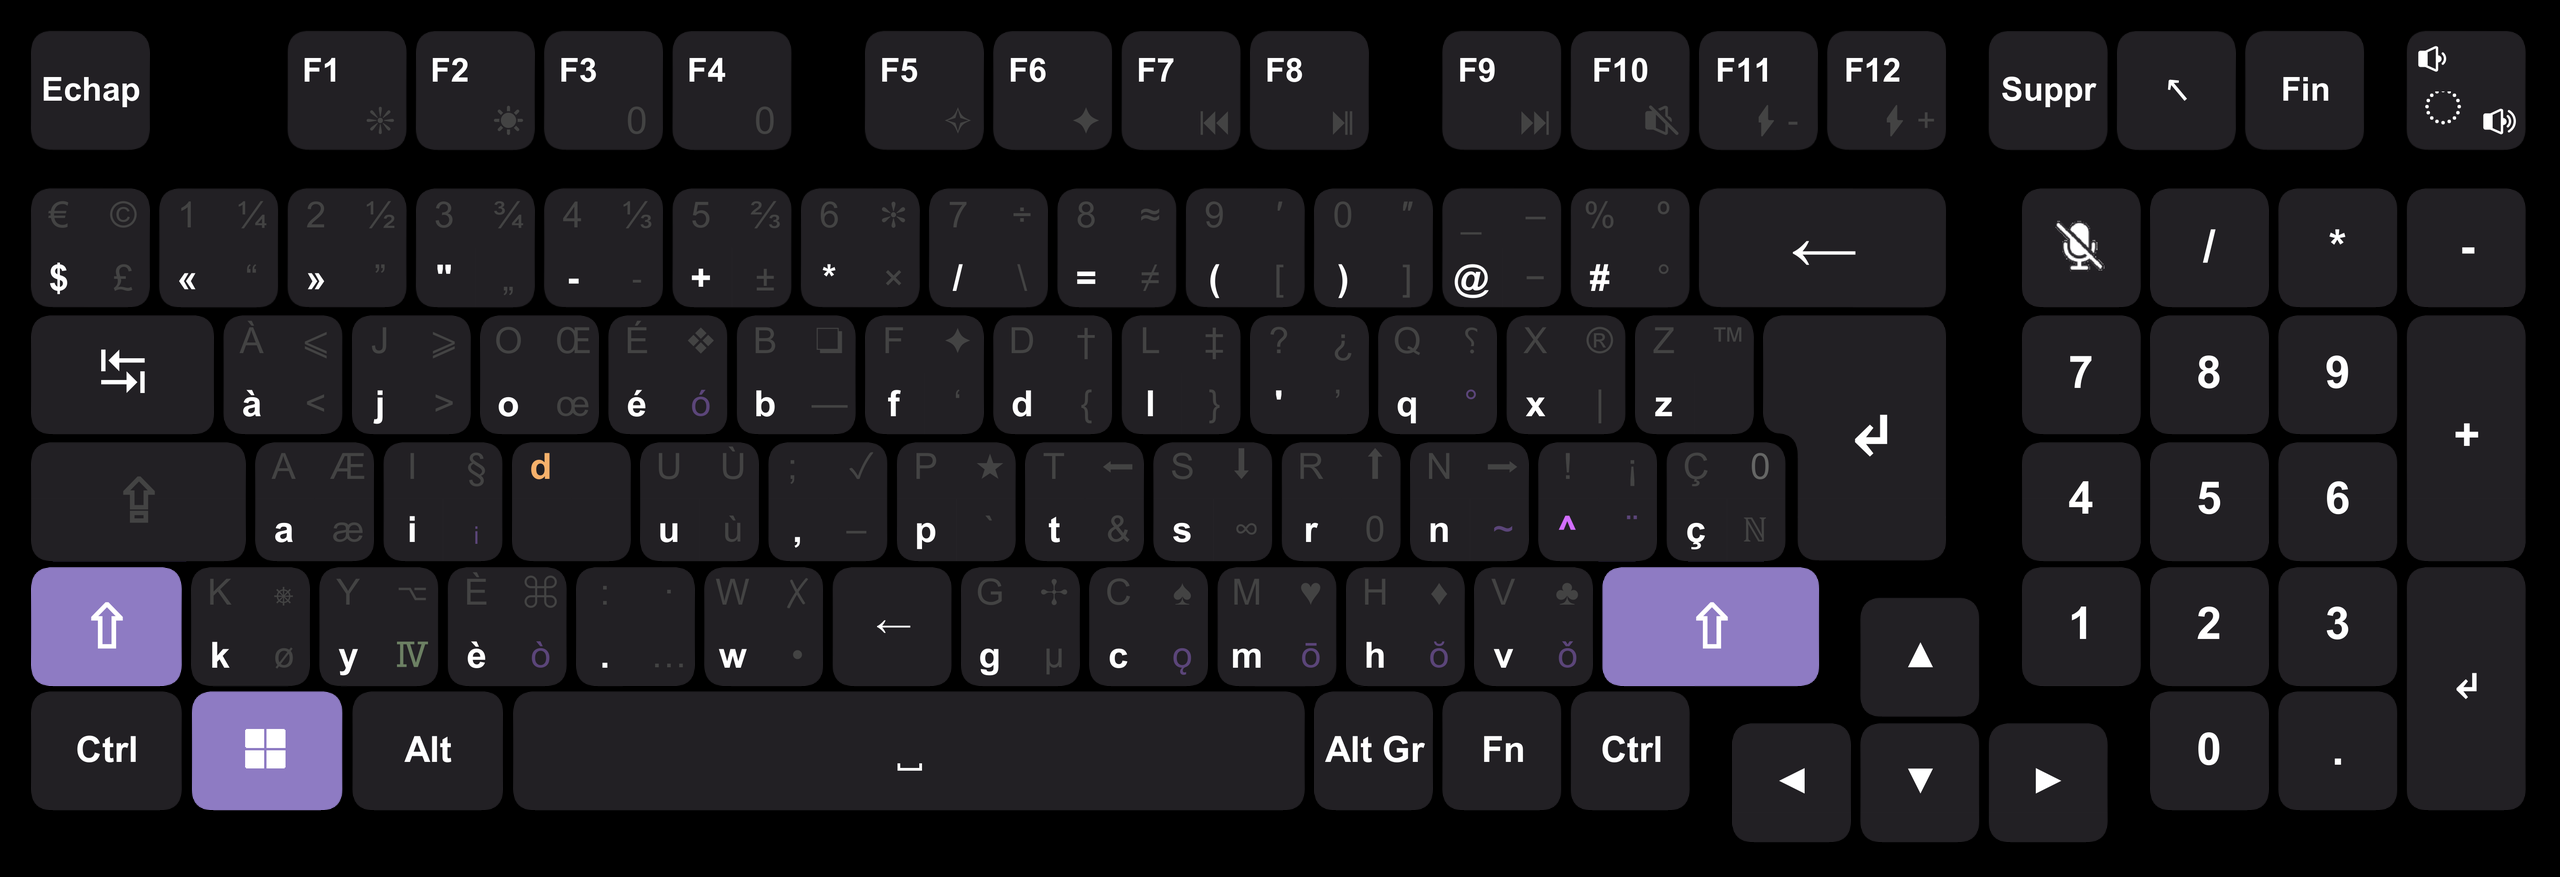 Echap F1 F2 F3 0 F4 0 F5 F6 F7 F8 F9 F10 F11 - F12 + Suppr ↖ Fin
€ © 1 ¼ 2 ½ 3 ¾ 4 ⅓ 5 ⅔ 6 ✻ 7 ÷ 8 ≈ 9 ′ 0 ″ _ – % º
$ £ « “ » ” " „ - - + ± * × / \ = ≠ ( [ ) ] @ − # ° ← / * -
À ⩽ J ⩾ O Œ É ❖ B ❏ F ✦ D † L ‡ ? ¿ Q ⸮ X ® Z ™
à < j > o œ é ó b — f ‘ d { l } ' ’ q ° x | z 7 8 9
A Æ I § d U Ù ; ✓ P ★ T ← S ↓ R ↑ N → ! ¡ Ç 0
a æ i ¡ u ù , – p ` t & s ∞ r 0 n ~ ^ ¨ ç ℕ ↲ 4 5 6 +
K ⎈ Y ⌥ È ⌘ : · W ☓ G ✢ C ♠ M ♥ H ♦ V ♣
⇧ k ø y Ⅳ è ò . … w • ← g µ c ǫ m ō h ŏ v ǒ ⇧ ▲ 1 2 3 ↲
Ctrl Alt ⎵ Alt Gr Fn Ctrl ◀ ▼ ▶ 0 .